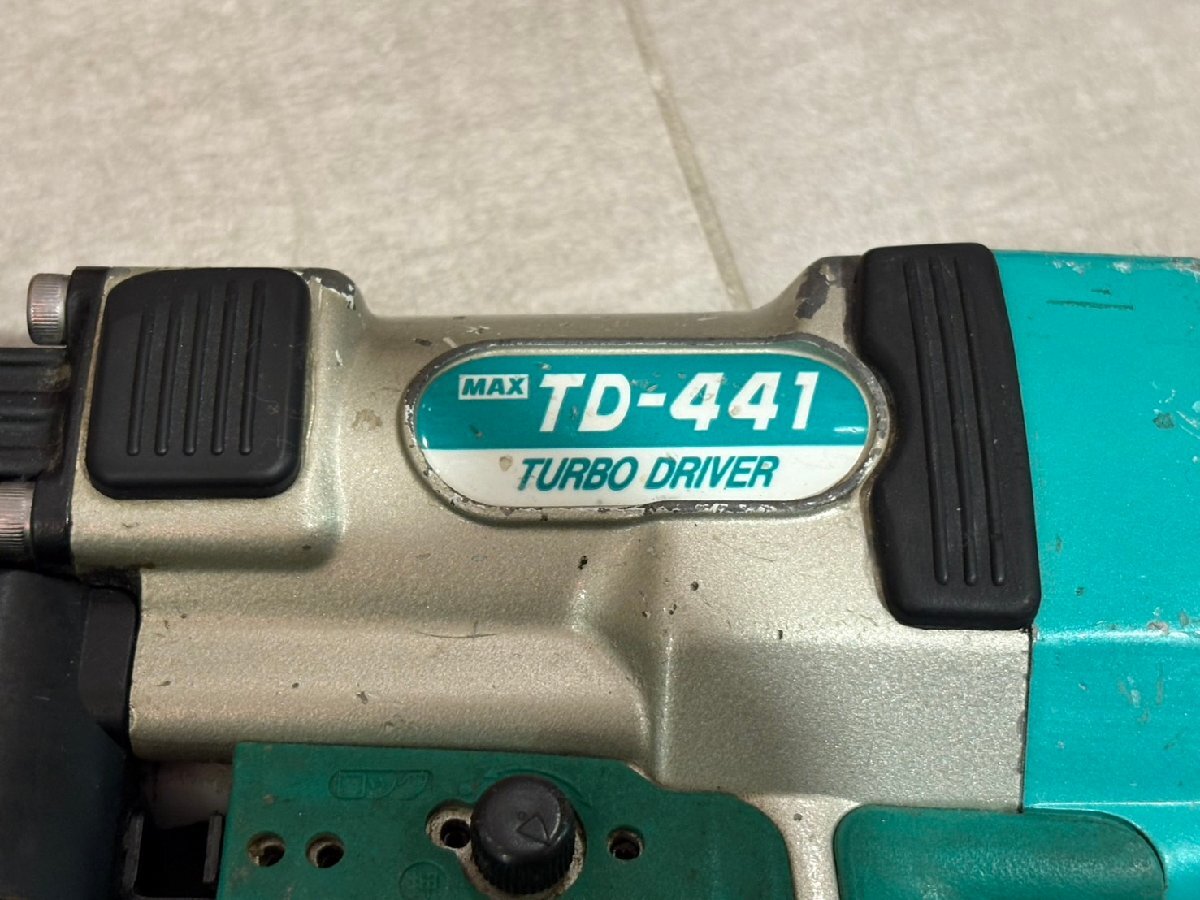 MAX TD-441
TURBO DRIVER
ロック